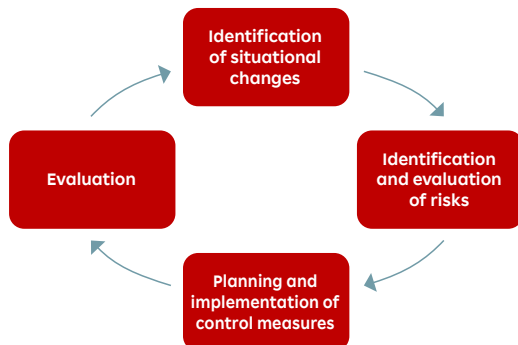 Identification
of situational
changes
Identification
and evaluation
of risks
Evaluation
Planning and
implementation of
control measures